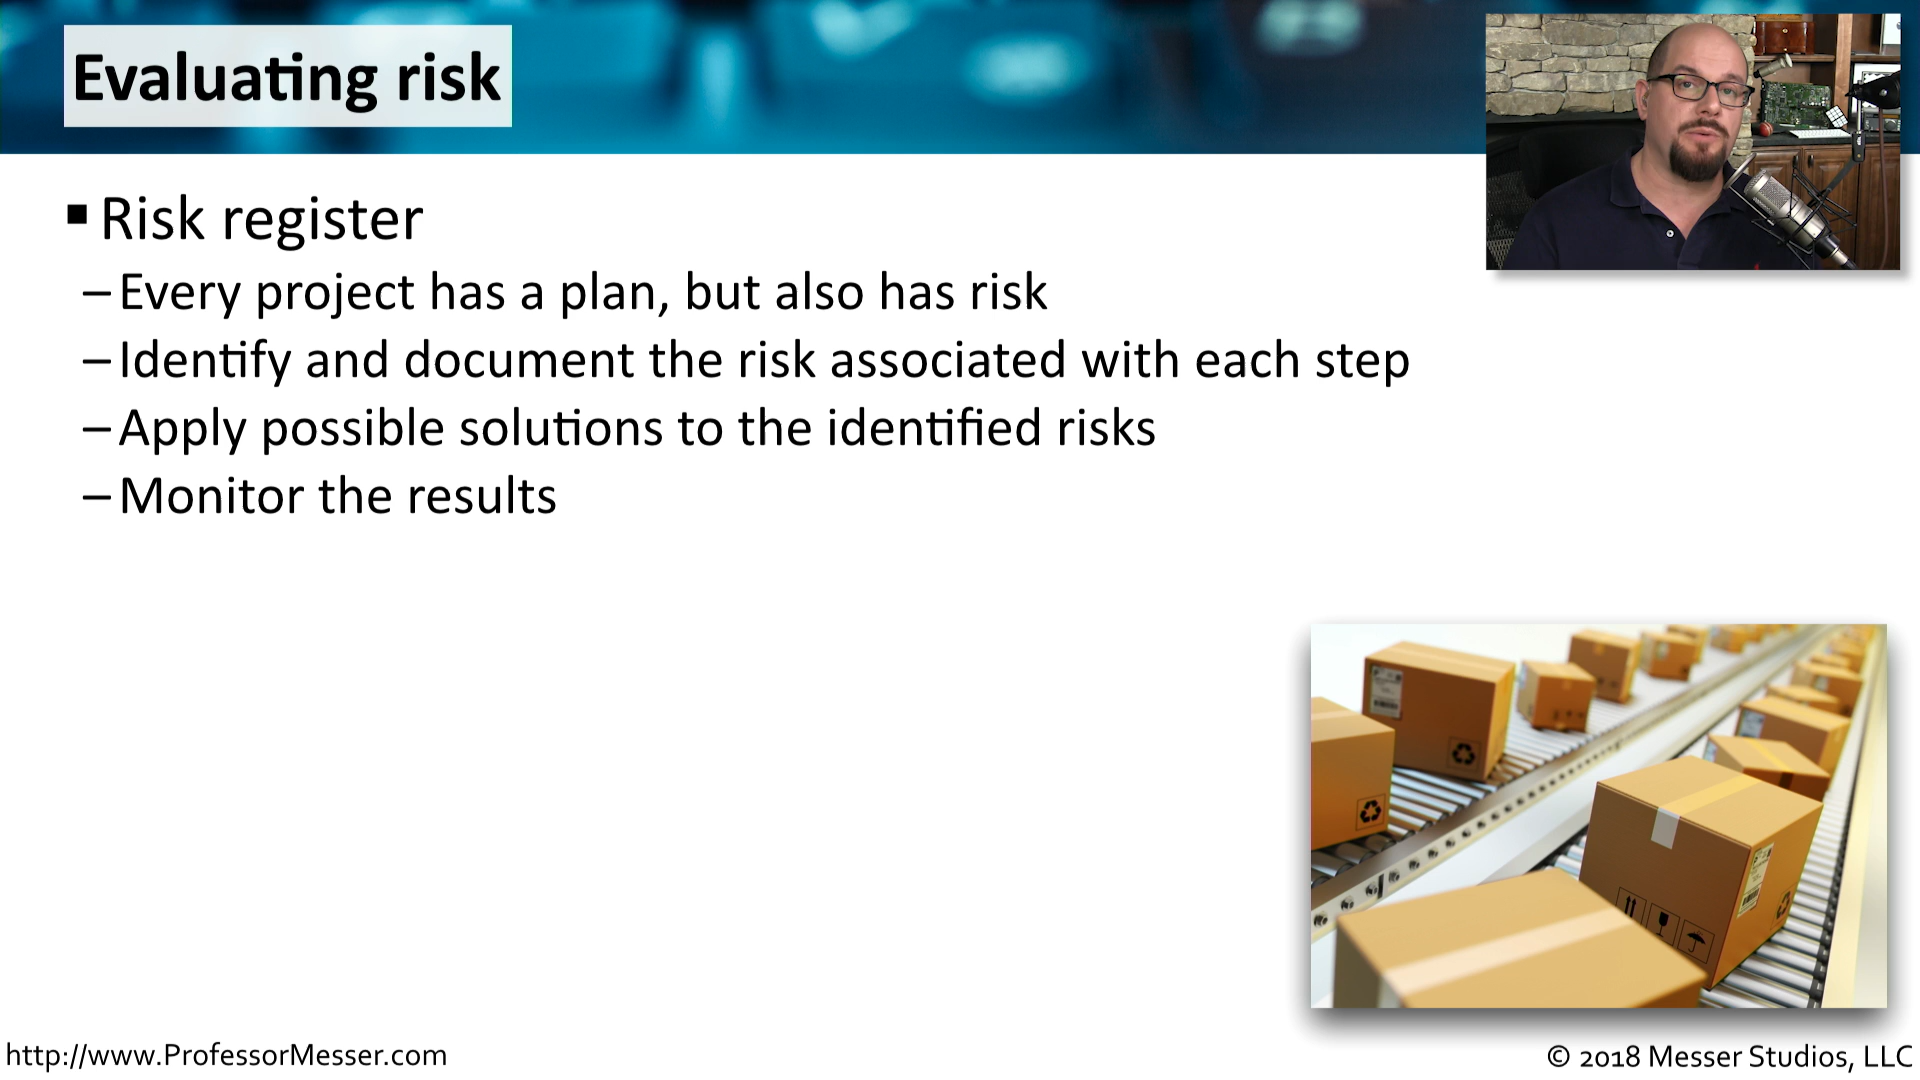 Evaluating risk
▪ Risk register
– Every project has a plan, but also has risk
– Identify and document the risk associated with each step
– Apply possible solutions to the identified risks
– Monitor the results
http://www.ProfessorMesser.com
© 2018 Messer Studios, LLC